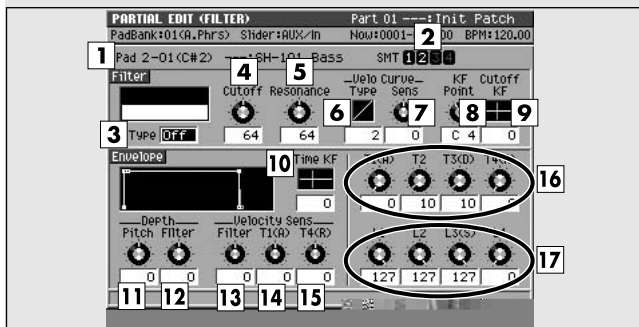 PARTIAL EDIT (FILTER) Part 01 ---:Init Patch
PadBank:01(A.Phrs) Slider:AUX/In Now:0001- 00 BPM:120.00
1 Pad 2-01(C#2) ---:SH-101 Bass SMT 2 1 2 3 4
Filter 4 5 Velo Curve KF Cutoff
Cutoff Resonance 6 Type Sens 7 Point 8 KF 9
3 Type Off 64 64 2 0 C 4 0
Envelope 10 Time KF (A) T2 T3(D) T4 16
0 0 10 10
Depth Velocity Sens
Pitch Filter Filter T1(A) T4(R) L2 L3(S) 17
0 0 0 0 0 127 127 127 0
11 12 13 14 15